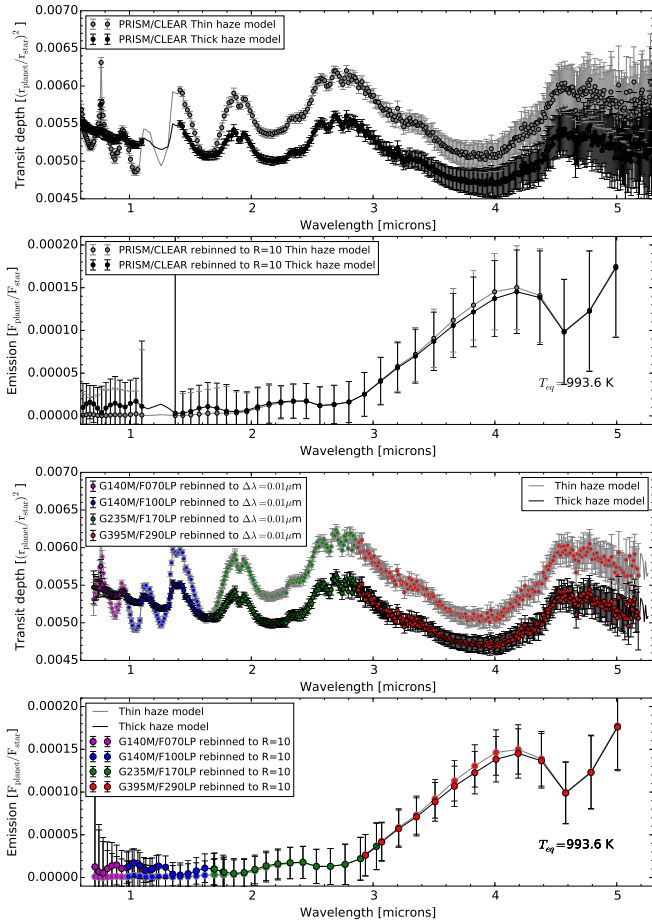 0.0070
0.0065
0.0060
0.0055
0.0050
0.0045
Transit depth [(r_planet/r_star)^2 ]
PRISM/CLEAR Thin haze model
PRISM/CLEAR Thick haze model
1 2 3 4 5
Wavelength [microns]
0.00020
0.00015
0.00010
0.00005
0.00000
Emission [F_planet/F_star]
PRISM/CLEAR rebinned to R=10 Thin haze model
PRISM/CLEAR rebinned to R=10 Thick haze model
T_eq=993.6 K
1 2 3 4 5
Wavelength [microns]
0.0070
0.0065
0.0060
0.0055
0.0050
0.0045
Transit depth [(r_planet/r_star)^2 ]
G140M/F070LP rebinned to Δλ=0.01μm
G140M/F100LP rebinned to Δλ=0.01μm
G235M/F170LP rebinned to Δλ=0.01μm
G395M/F290LP rebinned to Δλ=0.01μm
Thin haze model
Thick haze model
1 2 3 4 5
Wavelength [microns]
0.00020
0.00015
0.00010
0.00005
0.00000
Emission [F_planet/F_star]
Thin haze model
Thick haze model
G140M/F070LP rebinned to R=10
G140M/F100LP rebinned to R=10
G235M/F170LP rebinned to R=10
G395M/F290LP rebinned to R=10
T_eq=993.6 K
1 2 3 4 5
Wavelength [microns]